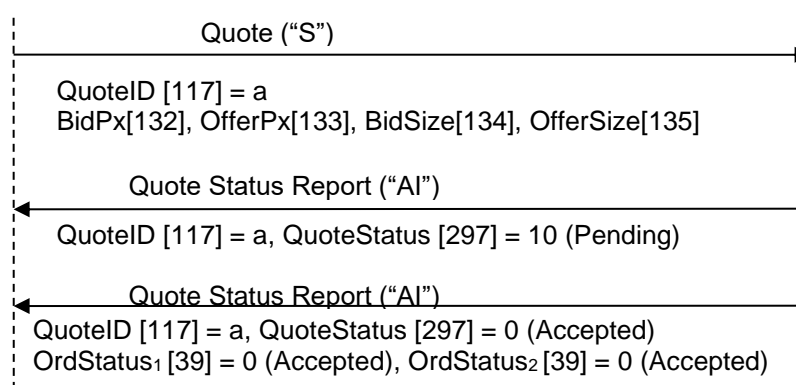 Quote (“S”)
QuoteID [117] = a
BidPx[132], OfferPx[133], BidSize[134], OfferSize[135]
Quote Status Report (“AI”)
QuoteID [117] = a, QuoteStatus [297] = 10 (Pending)
Quote Status Report (“AI”)
QuoteID [117] = a, QuoteStatus [297] = 0 (Accepted)
OrdStatus₁ [39] = 0 (Accepted), OrdStatus₂ [39] = 0 (Accepted)